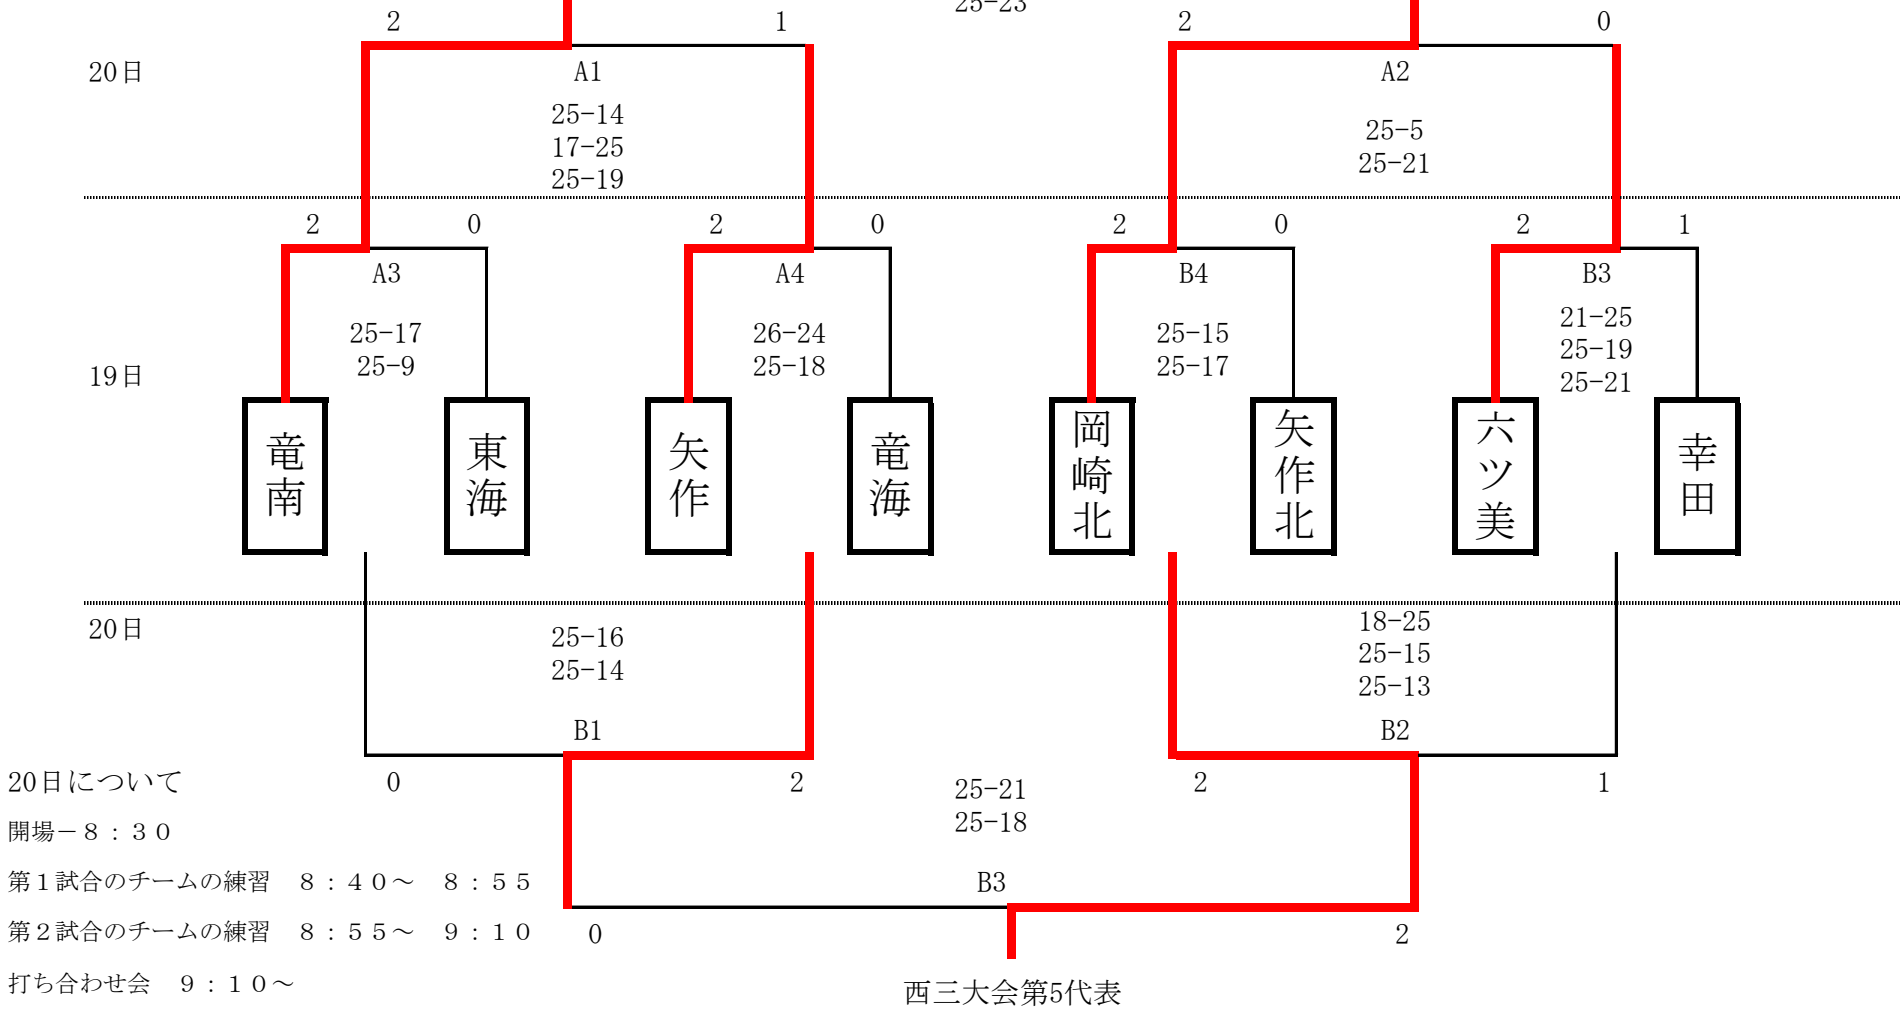 25-23
2 1 2 0
20日
A1 A2
25-14
17-25
25-19
25-5
25-21
2 0 2 0 2 0 2 1
A3 A4 B4 B3
25-17
25-9
26-24
25-18
25-15
25-17
21-25
25-19
25-21
19日
竜南
東海
矢作
竜海
岡崎北
矢作北
六ツ美
幸田
20日
25-16
25-14
18-25
25-15
25-13
B1 B2
0 2 2 1
25-21
25-18
B3
0 2
西三大会第5代表
20日について
開場－８：３０
第１試合のチームの練習　８：４０～　８：５５
第２試合のチームの練習　８：５５～　９：１０
打ち合わせ会　９：１０～